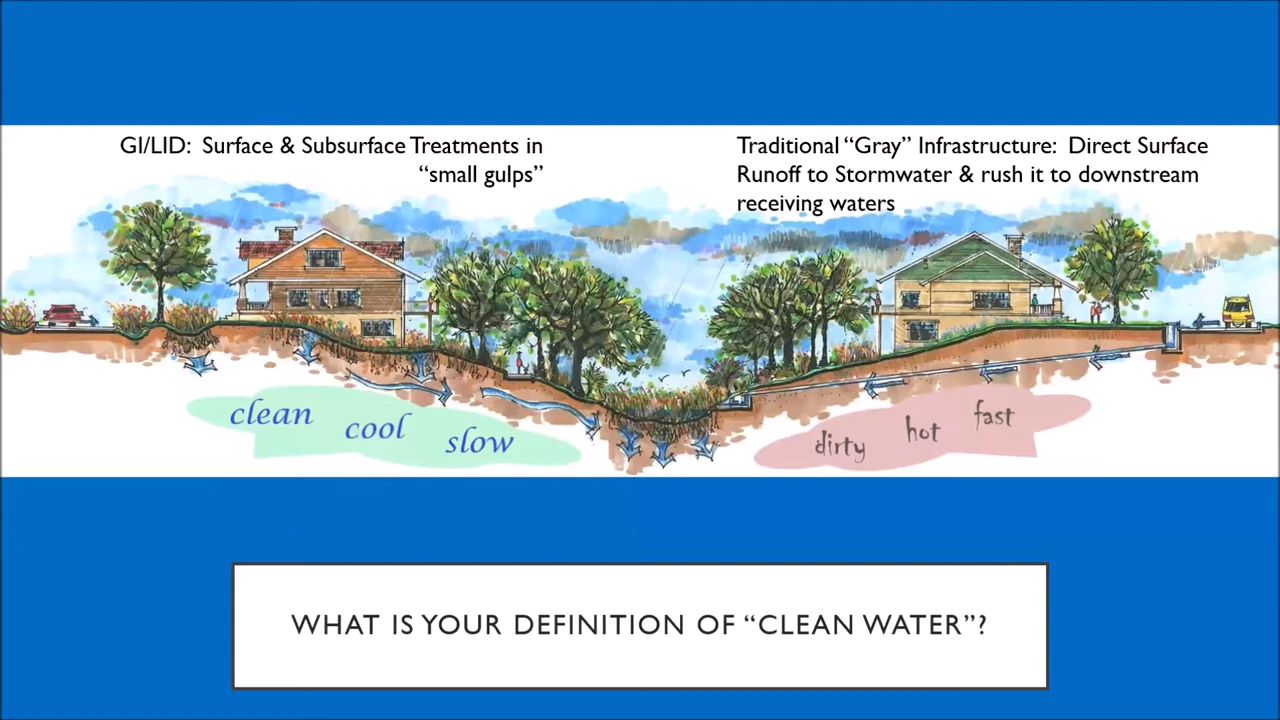 GI/LID: Surface & Subsurface Treatments in
“small gulps”
Traditional “Gray” Infrastructure: Direct Surface
Runoff to Stormwater & rush it to downstream
receiving waters
clean
cool
slow
dirty
hot
fast
WHAT IS YOUR DEFINITION OF “CLEAN WATER”?